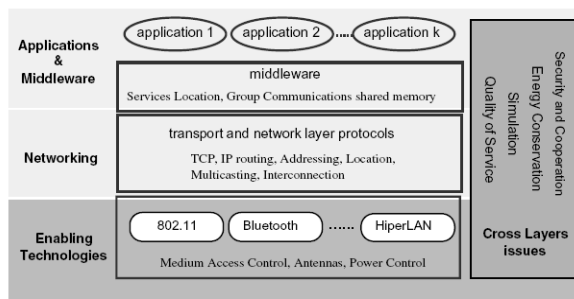 Applications
&
Middleware
application 1 application 2 ..... application k
middleware
Services Location, Group Communications shared memory
Networking
transport and network layer protocols
TCP, IP routing, Addressing, Location,
Multicasting, Interconnection
Enabling
Technologies
802.11 Bluetooth ...... HiperLAN
Medium Access Control, Antennas, Power Control
Security and Cooperation
Energy Conservation
Simulation
Quality of Service
Cross Layers
issues